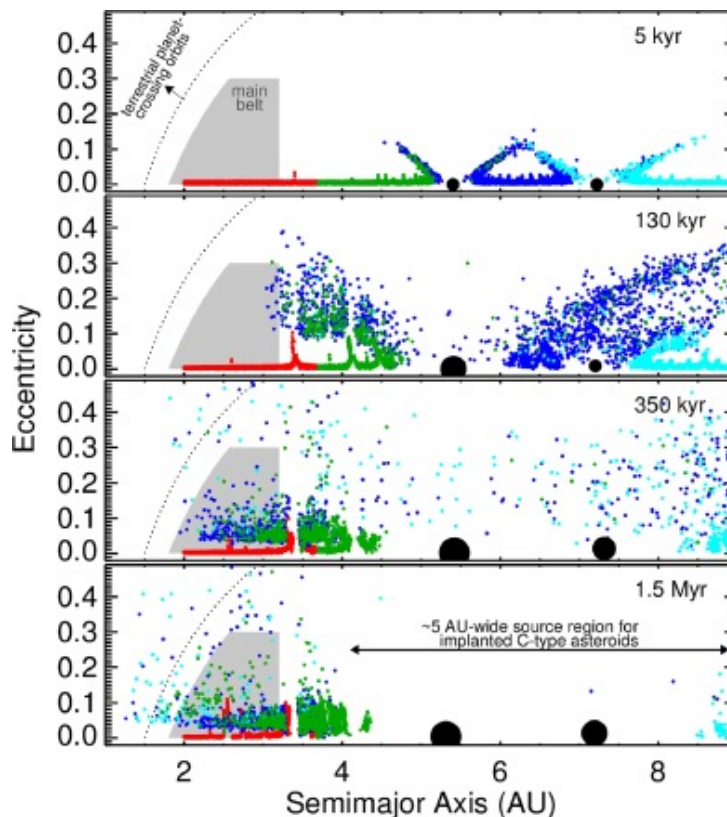 0.4
0.3
0.2
0.1
0.0
terrestrial planet-
crossing orbits
main
belt
5 kyr
0.4
0.3
0.2
0.1
0.0
130 kyr
0.4
0.3
0.2
0.1
0.0
350 kyr
0.4
0.3
0.2
0.1
0.0
1.5 Myr
~5 AU-wide source region for
implanted C-type asteroids
Eccentricity
2 4 6 8
Semimajor Axis (AU)